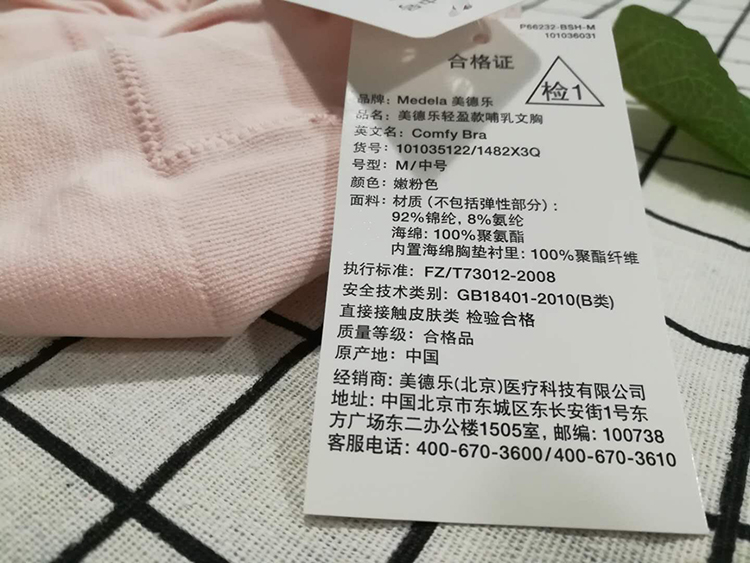 P66232-BSH-M
101036031
合格证
检1
品牌: Medela 美德乐
品名: 美德乐轻盈款哺乳文胸
英文名: Comfy Bra
货号: 101035122/1482X3Q
号型: M/中号
颜色: 嫩粉色
面料: 材质 (不包括弹性部分):
92%锦纶, 8%氨纶
海绵: 100%聚氨酯
内置海绵胸垫衬里: 100%聚酯纤维
执行标准: FZ/T73012-2008
安全技术类别: GB18401-2010(B类)
直接接触皮肤类 检验合格
质量等级: 合格品
原产地: 中国
经销商: 美德乐(北京)医疗科技有限公司
地址: 中国北京市东城区东长安街1号东
方广场东二办公楼1505室, 邮编: 100738
客服电话: 400-670-3600/400-670-3610